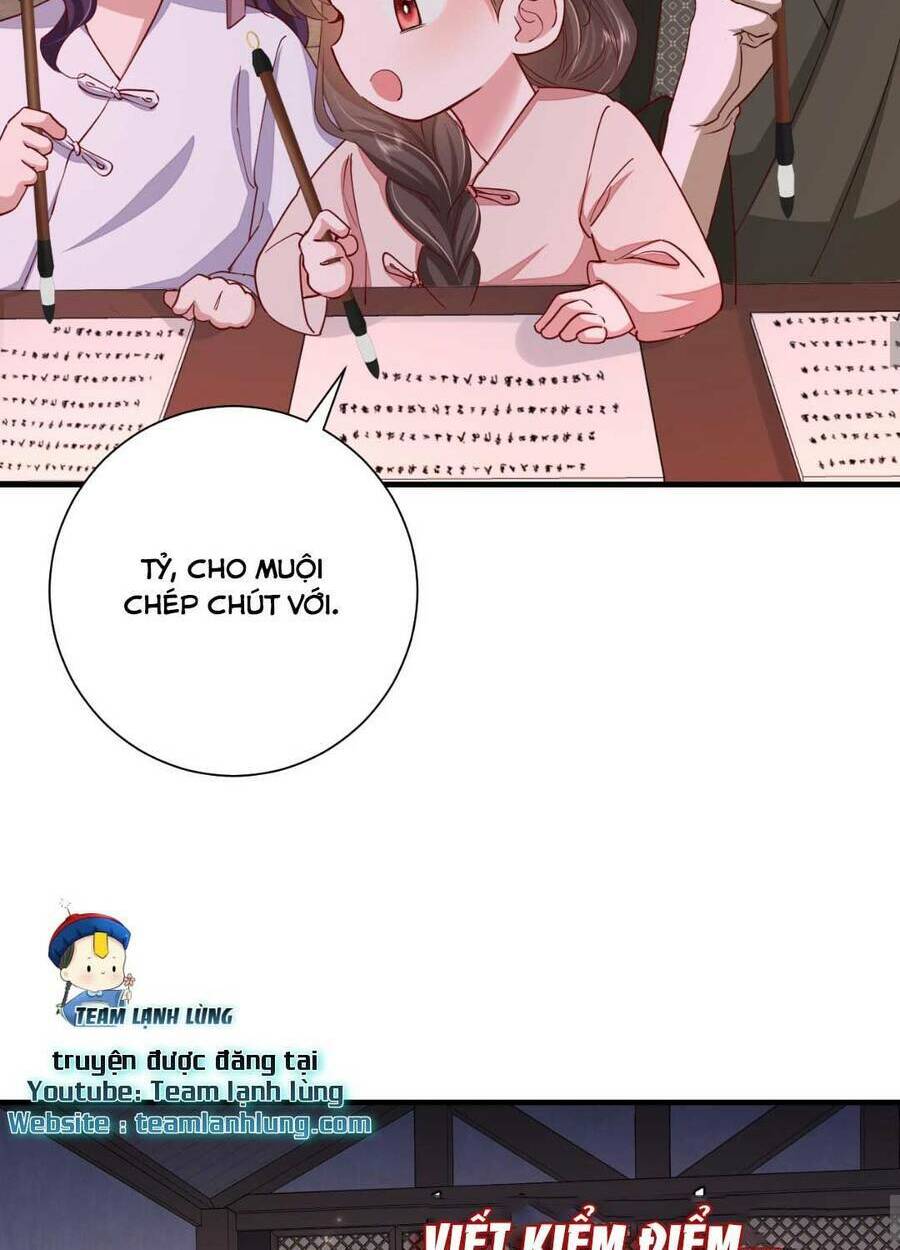 TỶ, CHO MUỘI
CHÉP CHÚT VỚI.
TEAM LẠNH LÙNG
truyện được đăng tại
Youtube: Team lạnh lùng
Website : teamlanhlung.com
VIẾT KIỂM ĐIỂM